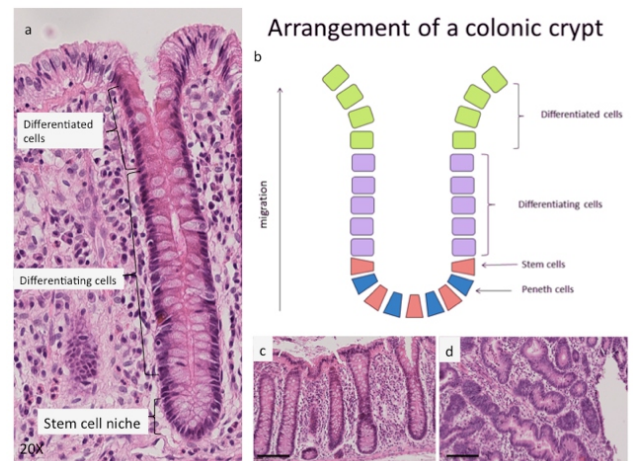 Arrangement of a colonic crypt
a
Differentiated
cells
Differentiating cells
Stem cell niche
20X
b
migration
Differentiated cells
Differentiating cells
Stem cells
Peneth cells
c
d